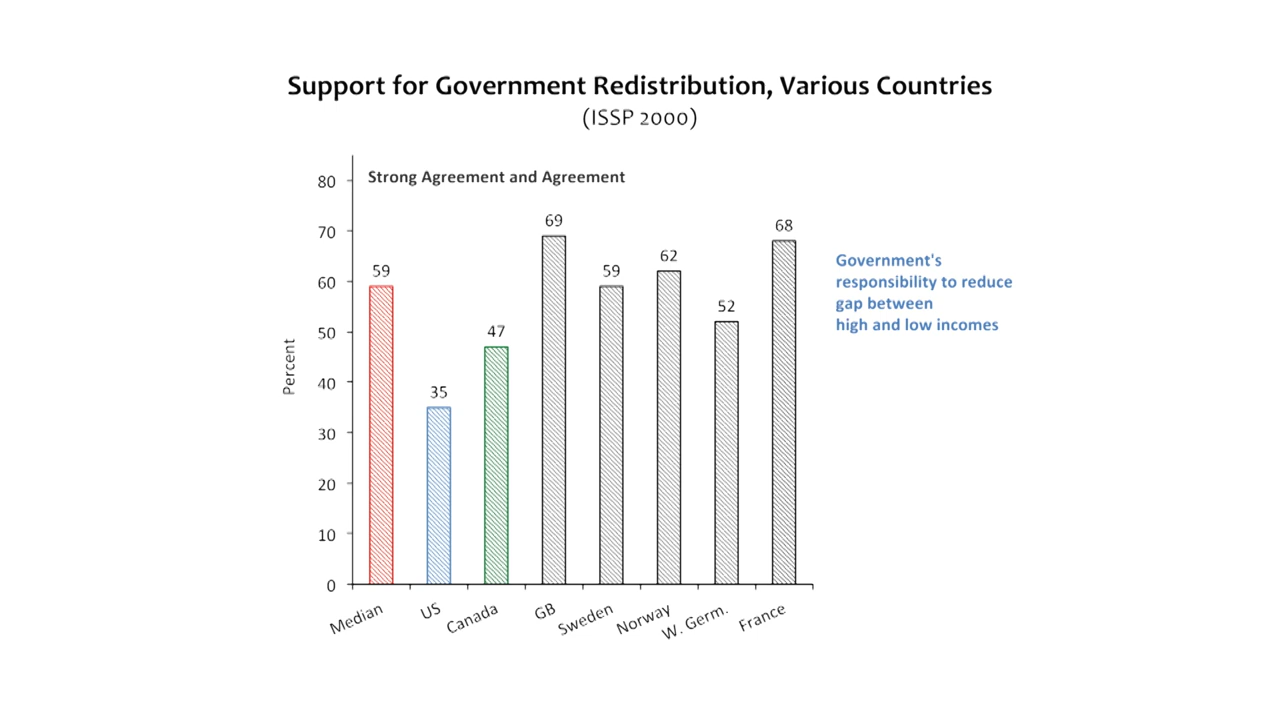 Support for Government Redistribution, Various Countries
(ISSP 2000)
Strong Agreement and Agreement
80
70
60
50
40
30
20
10
0
Percent
59
35
47
69
59
62
52
68
Median
US
Canada
GB
Sweden
Norway
W. Germ.
France
Government's
responsibility to reduce
gap between
high and low incomes